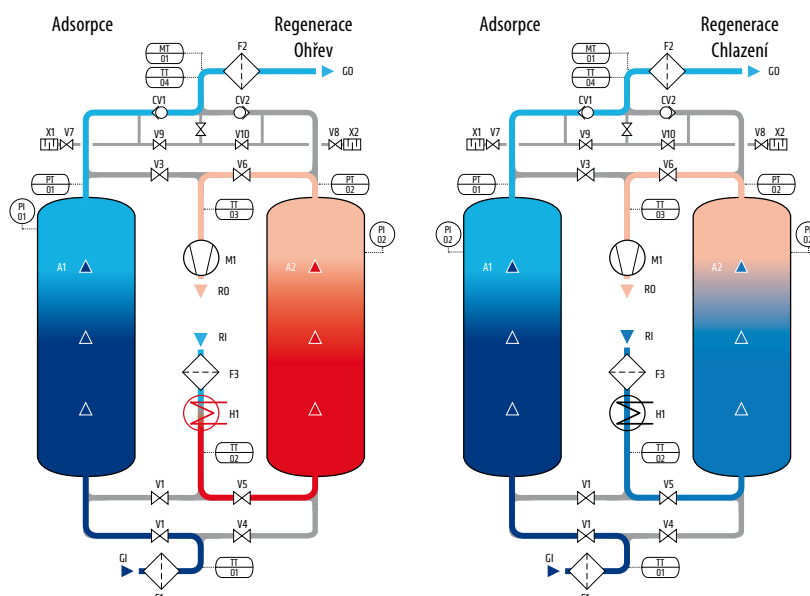 Adsorpce
Regenerace
Ohřev
MT
01
TT
04
F2
GO
CV1
CV2
X1
V7
V9
V10
V8
X2
V3
V6
PT
01
PT
02
PI
01
TT
03
PI
02
A1
M1
A2
RO
RI
F3
H1
TT
02
V1
V5
V1
V4
GI
TT
01
F1
Adsorpce
Regenerace
Chlazení
MT
01
TT
04
F2
GO
CV1
CV2
X1
V7
V9
V10
V8
X2
V3
V6
PT
01
PT
02
PI
02
TT
03
PI
02
A1
M1
A2
RO
RI
F3
H1
TT
02
V1
V5
V1
V4
GI
TT
01
F1